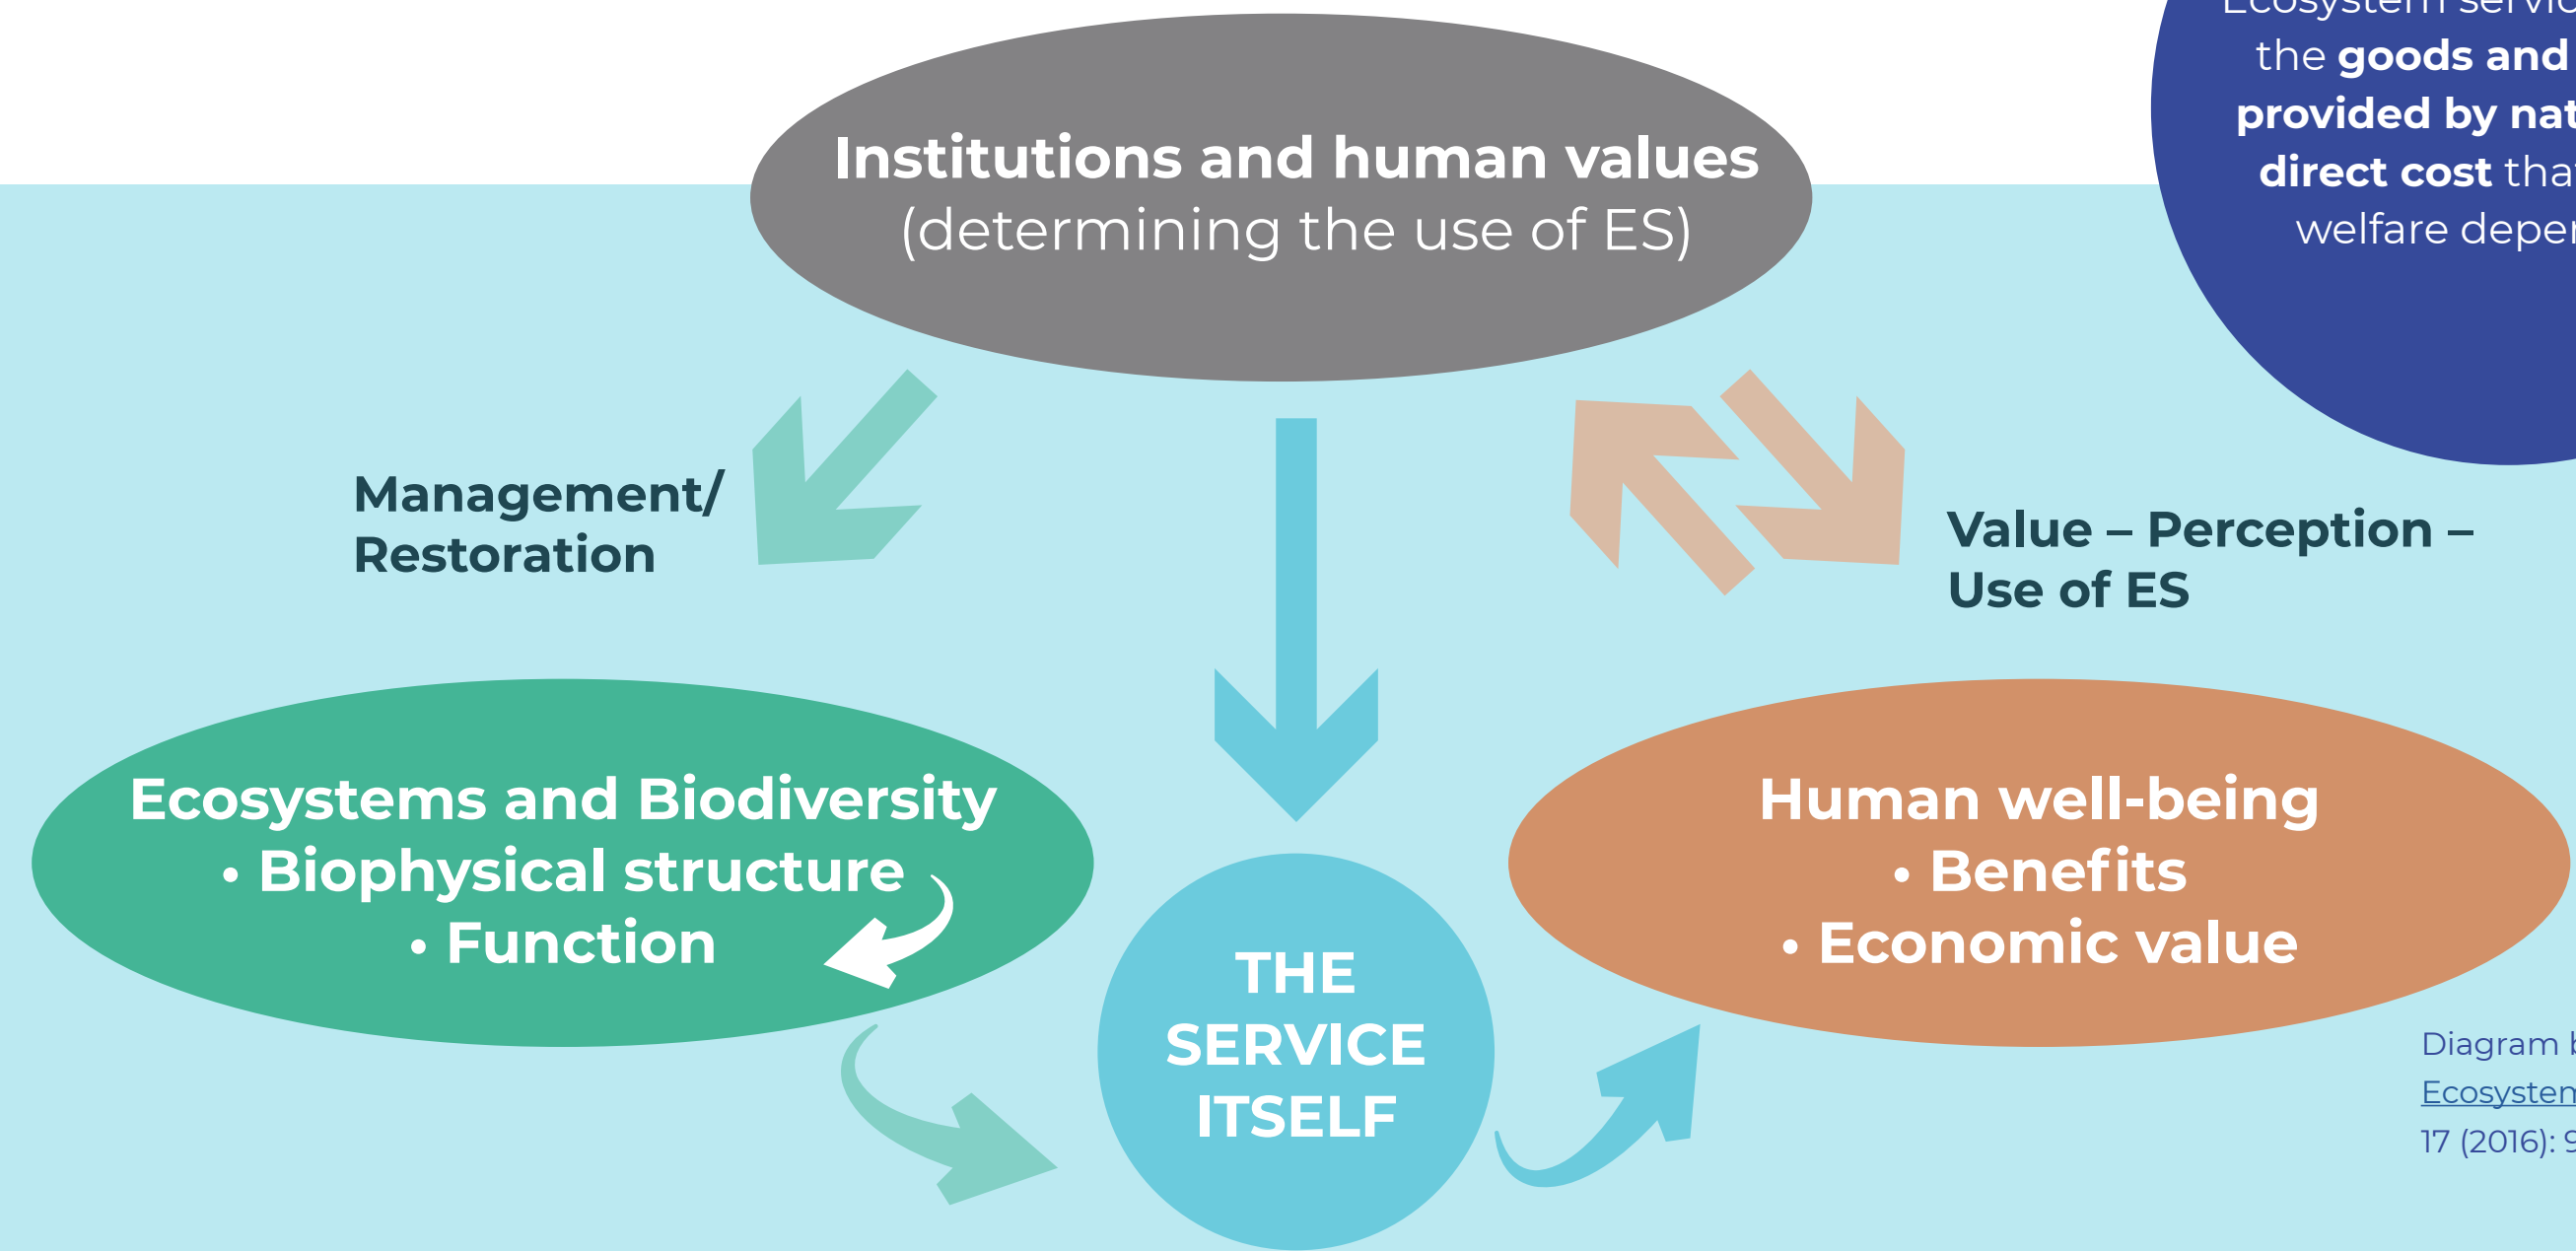 Ecosystem
the goods and
provided by
direct cost
welfare
Institutions and human values
(determining the use of ES)
Management/
Restoration
Value – Perception –
Use of ES
Ecosystems and Biodiversity
• Biophysical structure
• Function
Human well-being
• Benefits
• Economic value
THE
SERVICE
ITSELF
Diagram
17 (2016):